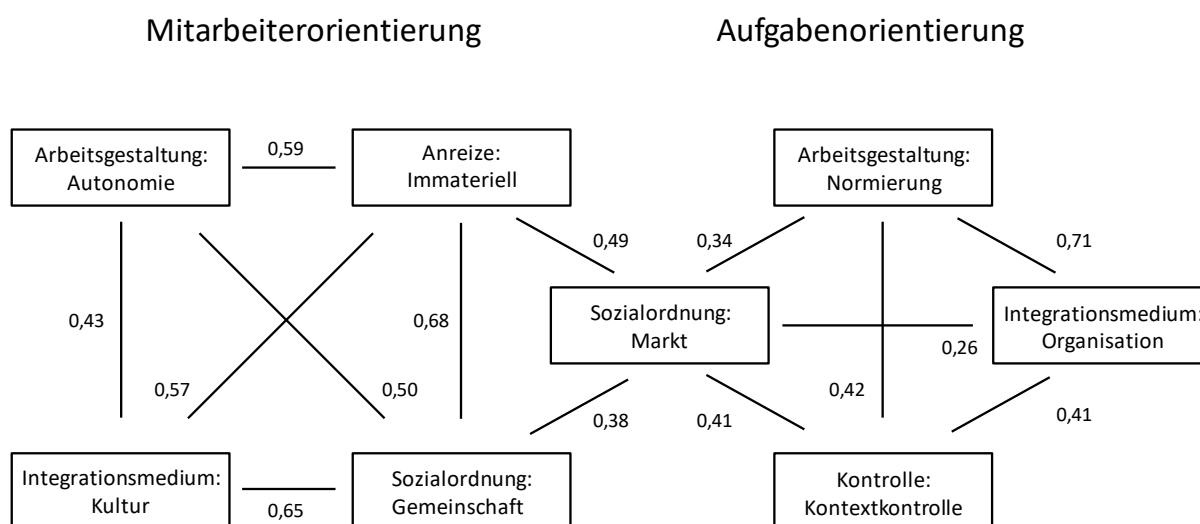 Mitarbeiterorientierung
Aufgabenorientierung
Arbeitsgestaltung:
Autonomie
0,59
Anreize:
Immateriell
Arbeitsgestaltung:
Normierung
0,49
0,34
0,71
0,43
0,68
Sozialordnung:
Markt
Integrationsmedium:
Organisation
0,26
0,57
0,50
0,42
0,38
0,41
0,41
Integrationsmedium:
Kultur
0,65
Sozialordnung:
Gemeinschaft
Kontrolle:
Kontextkontrolle